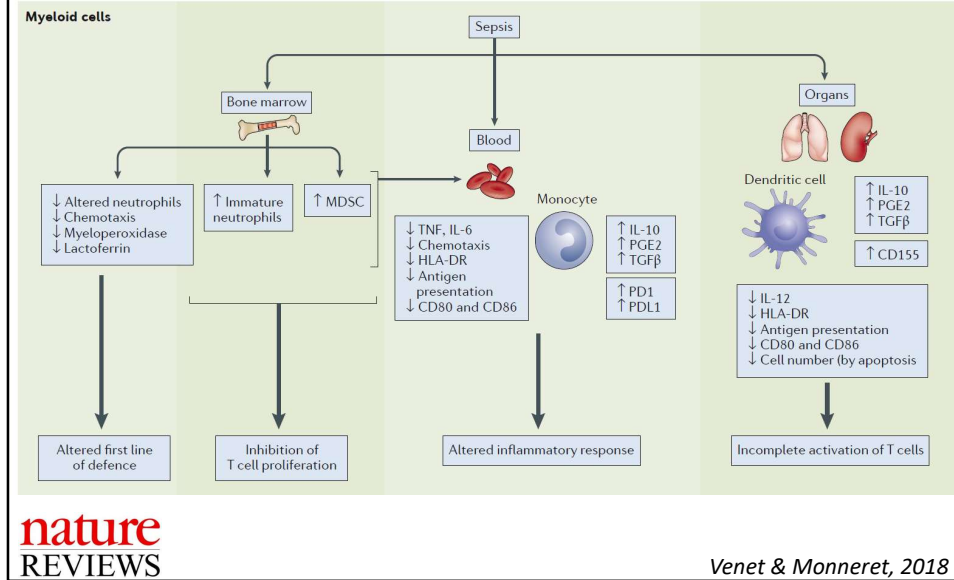 Myeloid cells
Sepsis
Bone marrow
Organs
Blood
↓ Altered neutrophils
↓ Chemotaxis
↓ Myeloperoxidase
↓ Lactoferrin
↑ Immature
neutrophils
↑ MDSC
↓ TNF, IL-6
↓ Chemotaxis
↓ HLA-DR
↓ Antigen
presentation
↓ CD80 and CD86
Monocyte
↑ IL-10
↑ PGE2
↑ TGFβ
↑ PD1
↑ PDL1
Dendritic cell
↑ IL-10
↑ PGE2
↑ TGFβ
↑ CD155
↓ IL-12
↓ HLA-DR
↓ Antigen presentation
↓ CD80 and CD86
↓ Cell number (by apoptosis
Altered first line
of defence
Inhibition of
T cell proliferation
Altered inflammatory response
Incomplete activation of T cells
nature
REVIEWS
Venet & Monneret, 2018